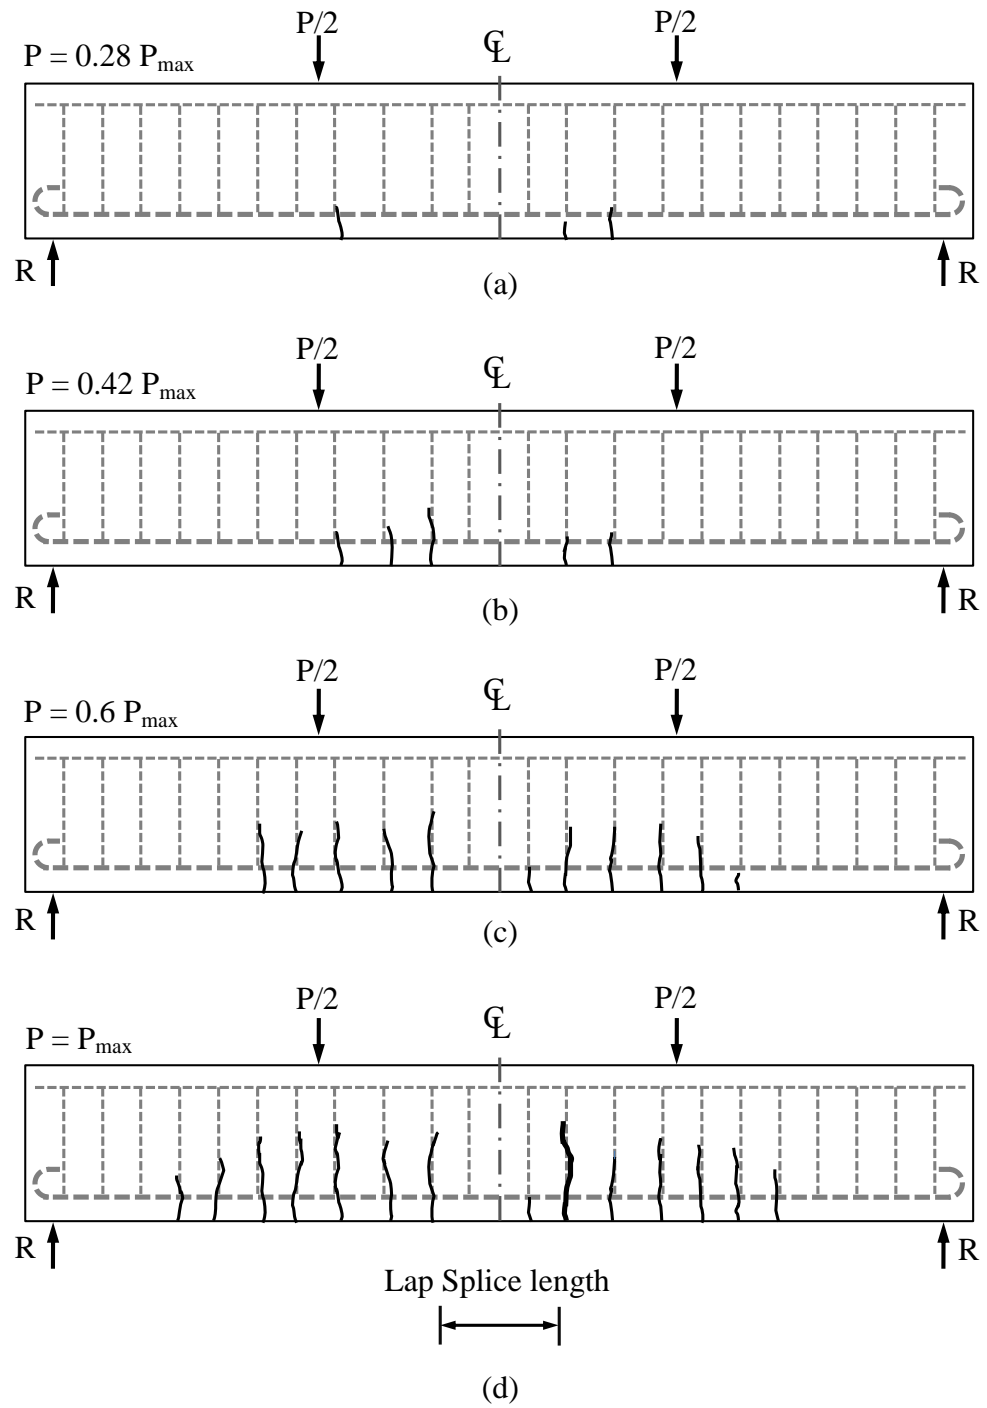 P/2 ℄ P/2
P = 0.28 Pmax
R R
(a)
P/2 ℄ P/2
P = 0.42 Pmax
R R
(b)
P/2 ℄ P/2
P = 0.6 Pmax
R R
(c)
P/2 ℄ P/2
P = Pmax
R R
Lap Splice length
(d)